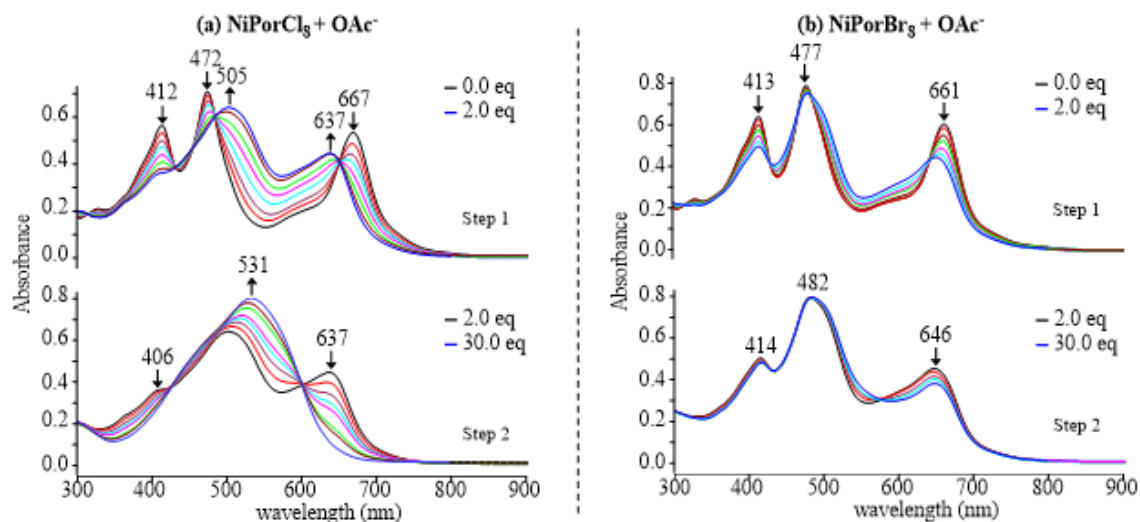 (a) NiPorCl₈ + OAc⁻
412
472
505
637
667
0.0 eq
2.0 eq
Step 1
0.6
0.4
0.2
0.0
Absorbance
406
531
637
2.0 eq
30.0 eq
Step 2
0.8
0.6
0.4
0.2
0.0
300 400 500 600 700 800 900
wavelength (nm)
(b) NiPorBr₈ + OAc⁻
413
477
661
0.0 eq
2.0 eq
Step 1
0.8
0.6
0.4
0.2
0.0
Absorbance
414
482
646
2.0 eq
30.0 eq
Step 2
0.8
0.6
0.4
0.2
0.0
300 400 500 600 700 800 900
wavelength (nm)